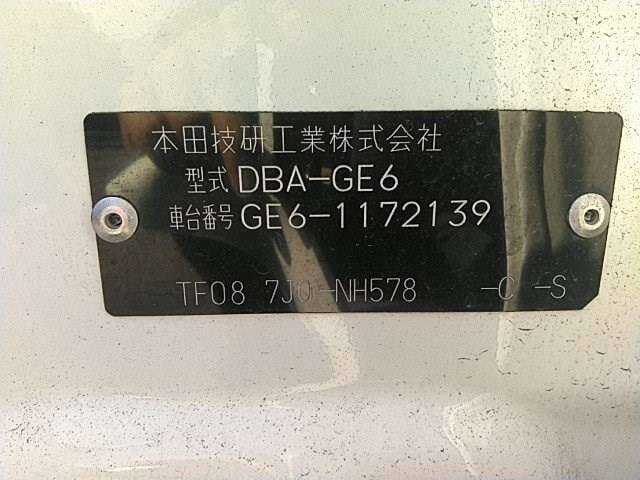 本田技研工業株式会社
型式 DBA-GE6
車台番号 GE6-1172139
TF08 7J0-NH578 -C -S